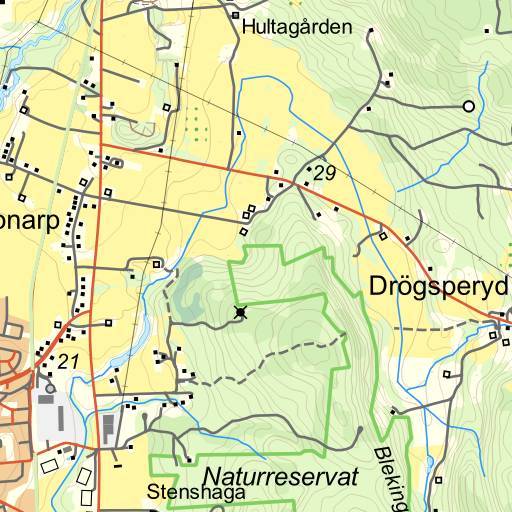 Hultagården
29
onarp
Drögsperyd
21
Bleking
Naturreservat
Stenshaga